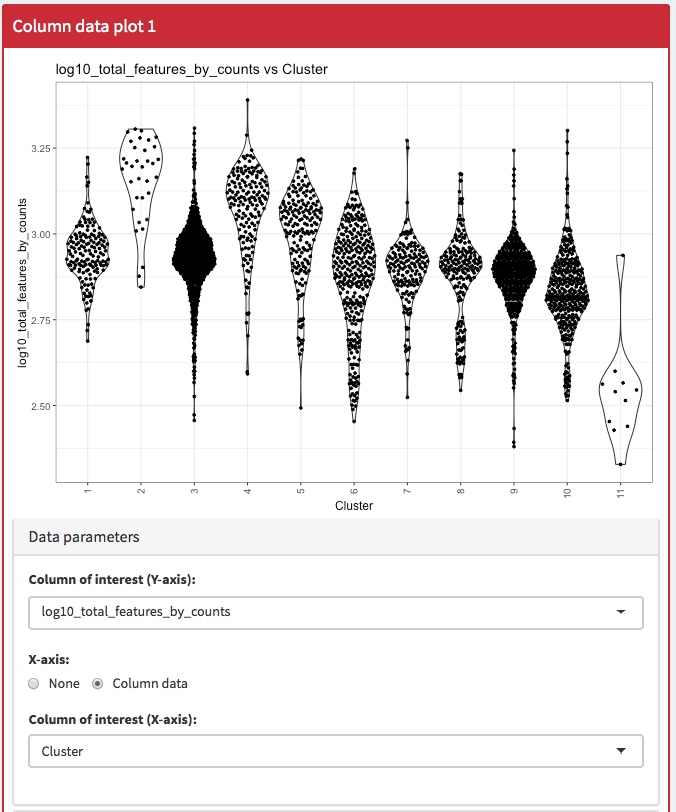 Column data plot 1
log10_total_features_by_counts vs Cluster
log10_total_features_by_counts
3.25
3.00
2.75
2.50
1 2 3 4 5 6 7 8 9 10 11
Cluster
Data parameters
Column of interest (Y-axis):
log10_total_features_by_counts
X-axis:
None Column data
Column of interest (X-axis):
Cluster